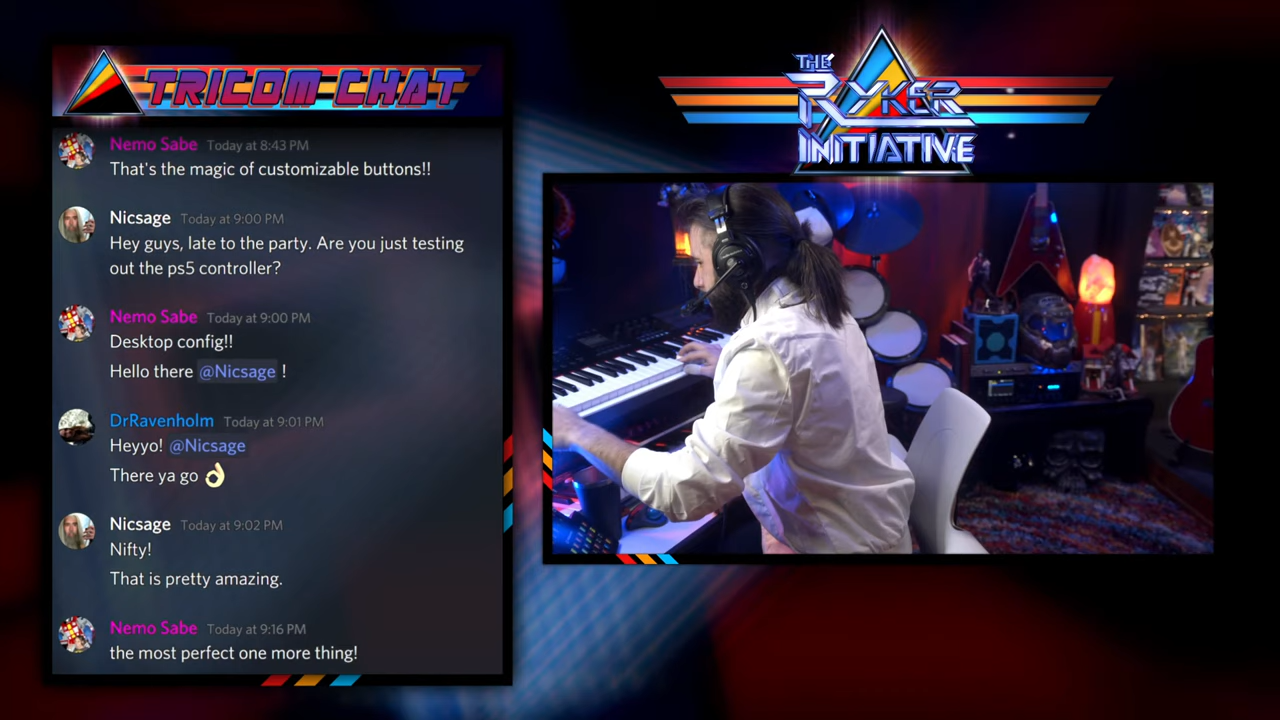 TRICOM CHAT
Nemo Sabe Today at 8:43 PM
That's the magic of customizable buttons!!
Nicsage Today at 9:00 PM
Hey guys, late to the party. Are you just testing
out the ps5 controller?
Nemo Sabe Today at 9:00 PM
Desktop config!!
Hello there @Nicsage !
DrRavenholm Today at 9:01 PM
Heyyo! @Nicsage
There ya go 👌
Nicsage Today at 9:02 PM
Nifty!
That is pretty amazing.
Nemo Sabe Today at 9:16 PM
the most perfect one more thing!
THE
RYKER
INITIATIVE